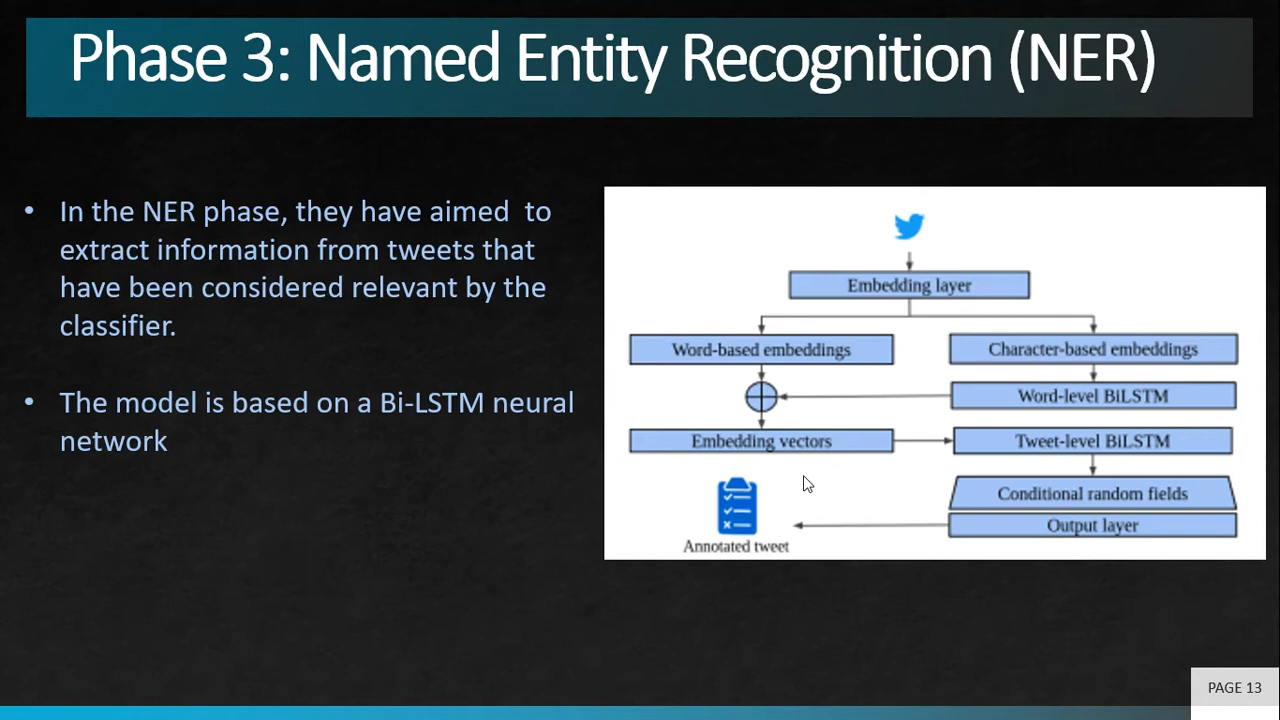 Phase 3: Named Entity Recognition (NER)
• In the NER phase, they have aimed  to
extract information from tweets that
have been considered relevant by the
classifier.
• The model is based on a Bi-LSTM neural
network
Embedding layer
Word-based embeddings
Character-based embeddings
Word-level BiLSTM
Embedding vectors
Tweet-level BiLSTM
Conditional random fields
Output layer
Annotated tweet
PAGE 13